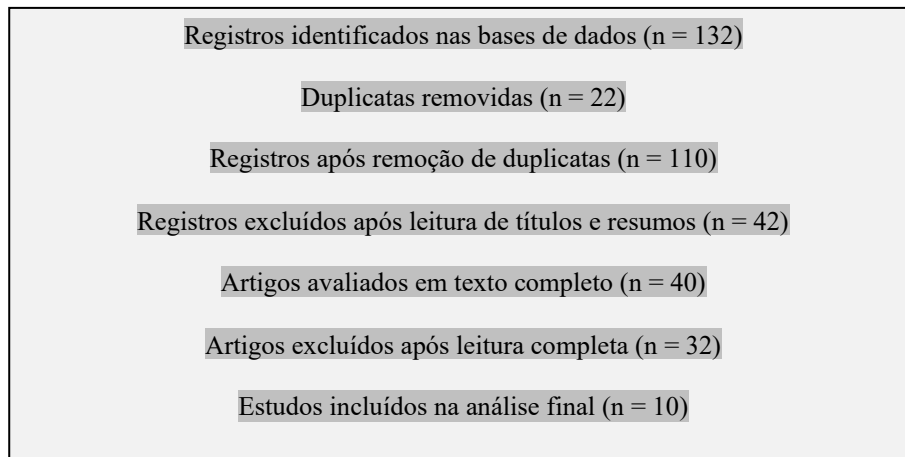 Registros identificados nas bases de dados (n = 132)
Duplicatas removidas (n = 22)
Registros após remoção de duplicatas (n = 110)
Registros excluídos após leitura de títulos e resumos (n = 42)
Artigos avaliados em texto completo (n = 40)
Artigos excluídos após leitura completa (n = 32)
Estudos incluídos na análise final (n = 10)